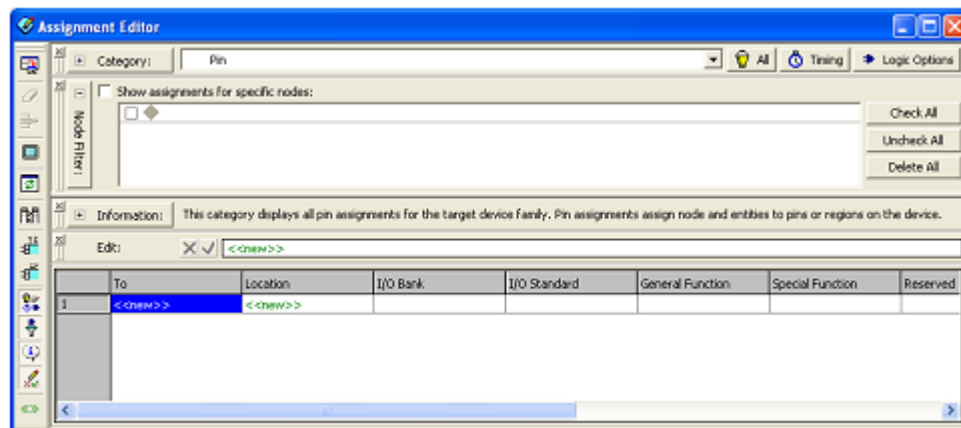 Assignment Editor
Category: Pin All Timing Logic Options
Show assignments for specific nodes:
Node Filter:
Check All
Uncheck All
Delete All
Information: This category displays all pin assignments for the target device family. Pin assignments assign node and entities to pins or regions on the device.
Edit: <<new>>
To Location I/O Bank I/O Standard General Function Special Function Reserved
1 <<new>> <<new>>